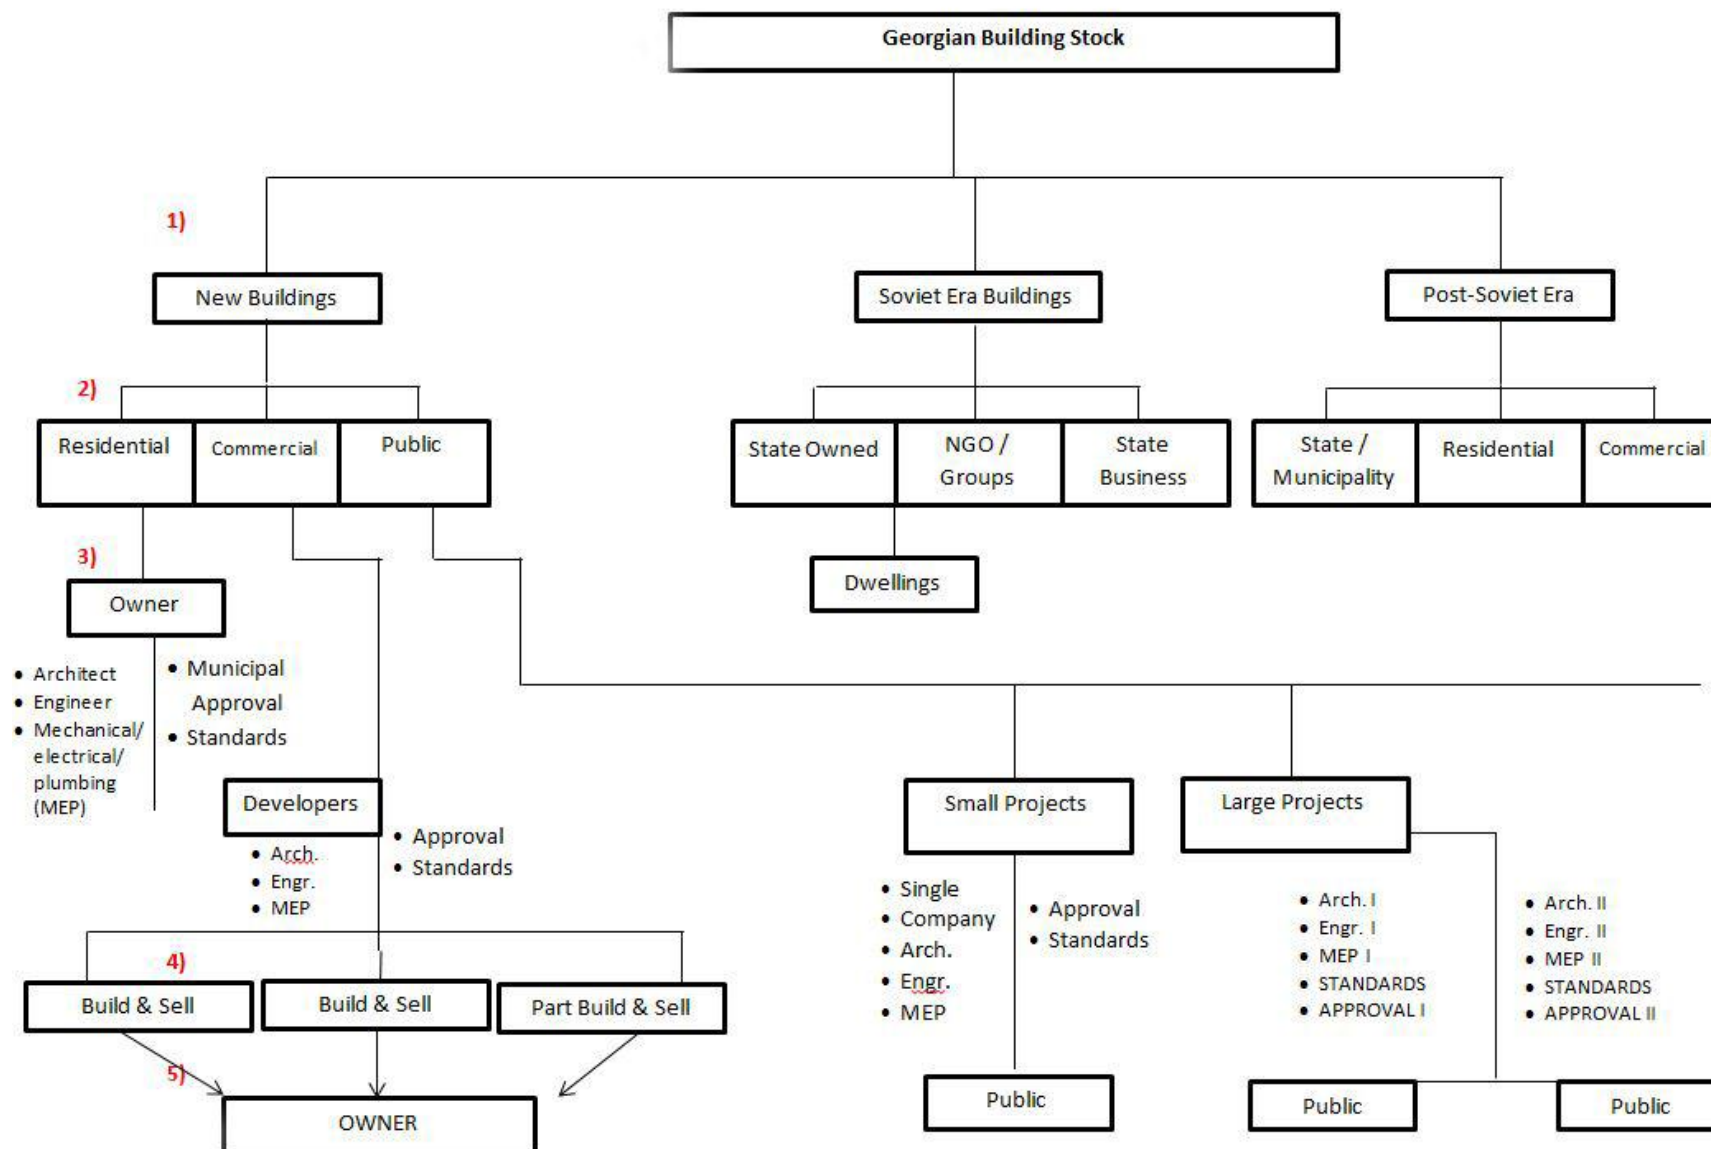 Georgian Building Stock
1)
New Buildings
Soviet Era Buildings
Post-Soviet Era
2)
Residential
Commercial
Public
State Owned
NGO /
Groups
State
Business
State /
Municipality
Residential
Commercial
3)
Owner
Dwellings
• Architect
• Engineer
• Mechanical/
electrical/
plumbing
(MEP)
• Municipal
Approval
• Standards
Developers
• Arch.
• Engr.
• MEP
• Approval
• Standards
Small Projects
Large Projects
• Single
• Company
• Arch.
• Engr.
• MEP
• Approval
• Standards
• Arch. I
• Engr. I
• MEP I
• STANDARDS
• APPROVAL I
• Arch. II
• Engr. II
• MEP II
• STANDARDS
• APPROVAL II
4)
Build & Sell
Build & Sell
Part Build & Sell
5)
OWNER
Public
Public
Public